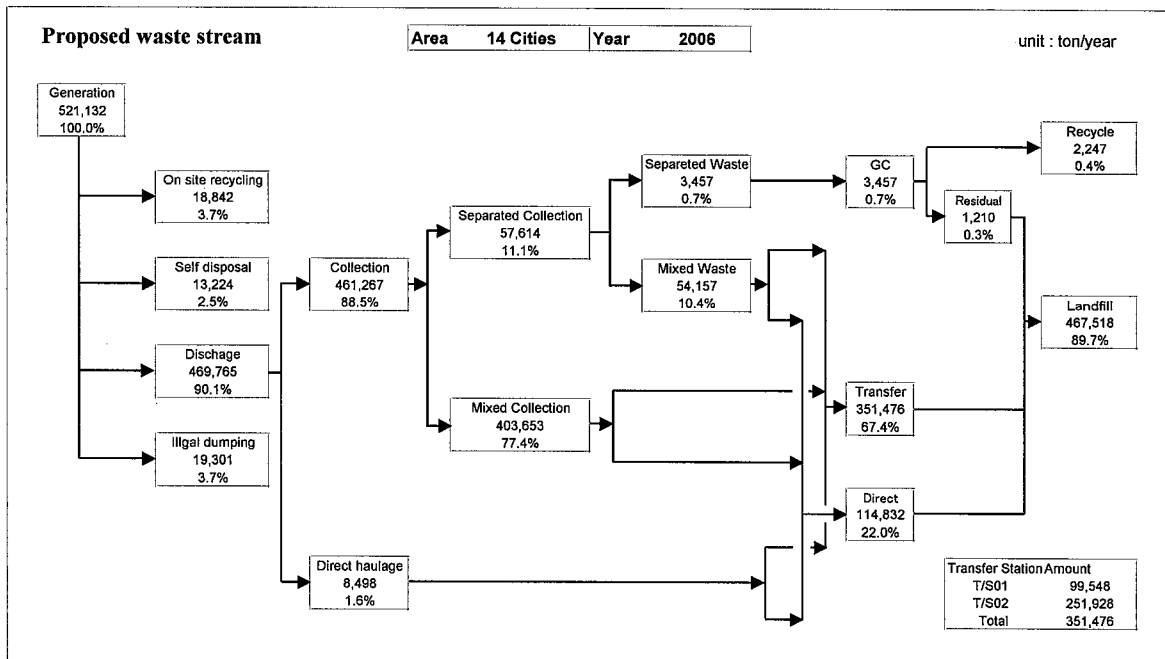 Proposed waste stream
Area 14 Cities Year 2006
unit : ton/year
Generation
521,132
100.0%
On site recycling
18,842
3.7%
Self disposal
13,224
2.5%
Dischage
469,765
90.1%
Illgal dumping
19,301
3.7%
Collection
461,267
88.5%
Direct haulage
8,498
1.6%
Separated Collection
57,614
11.1%
Mixed Collection
403,653
77.4%
Separeted Waste
3,457
0.7%
Mixed Waste
54,157
10.4%
GC
3,457
0.7%
Transfer
351,476
67.4%
Direct
114,832
22.0%
Recycle
2,247
0.4%
Residual
1,210
0.3%
Landfill
467,518
89.7%
Transfer Station Amount
T/S01 99,548
T/S02 251,928
Total 351,476